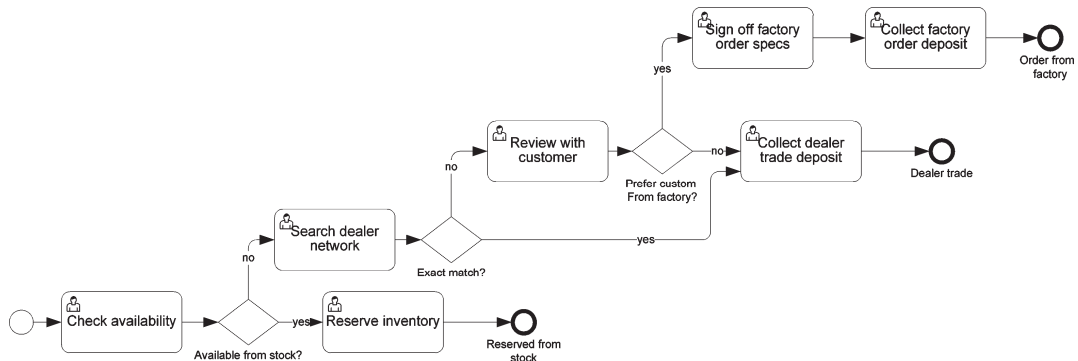 Sign off factory
order specs
Collect factory
order deposit
Order from
factory
yes
Review with
customer
no
Collect dealer
trade deposit
Dealer trade
no
Prefer custom
From factory?
Search dealer
network
yes
Exact match?
no
Check availability
yes
Reserve inventory
Available from stock?
Reserved from
stock